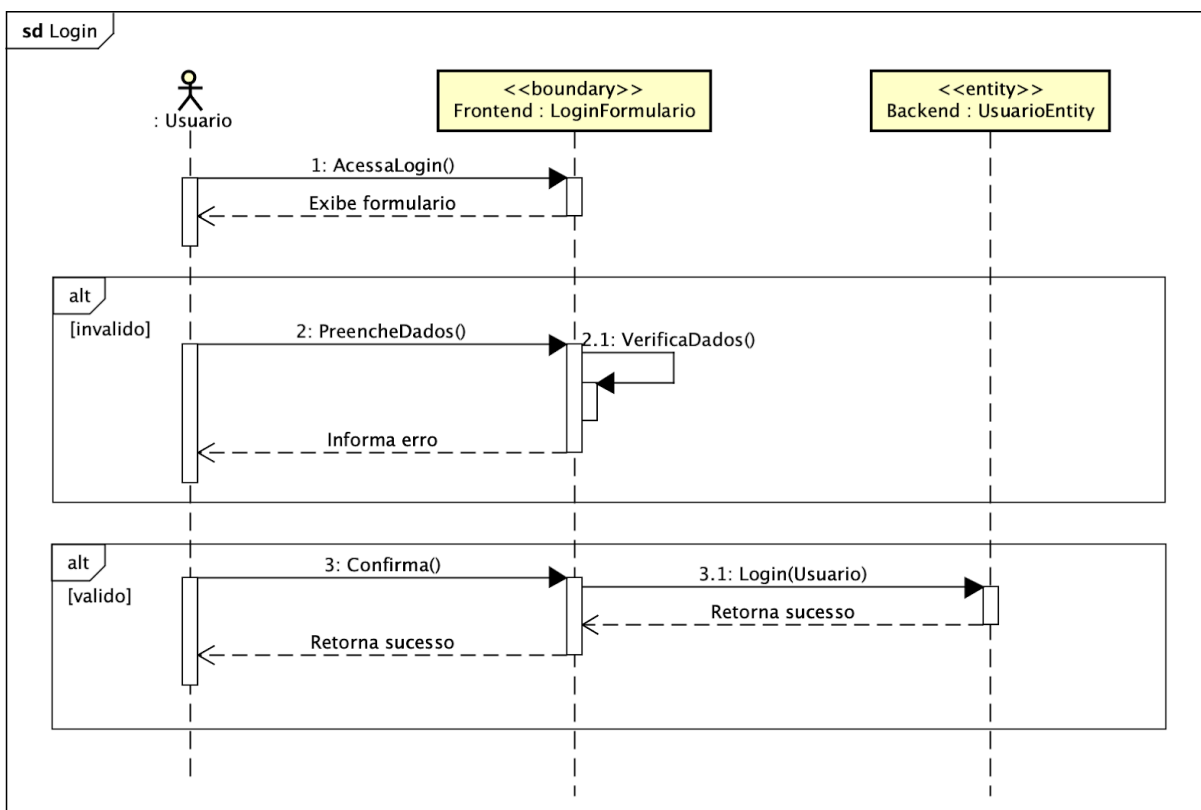 sd Login
: Usuario
<<boundary>>
Frontend : LoginFormulario
<<entity>>
Backend : UsuarioEntity
1: AcessaLogin()
Exibe formulario
alt
[invalido]
2: PreencheDados()
2.1: VerificaDados()
Informa erro
alt
[valido]
3: Confirma()
3.1: Login(Usuario)
Retorna sucesso
Retorna sucesso